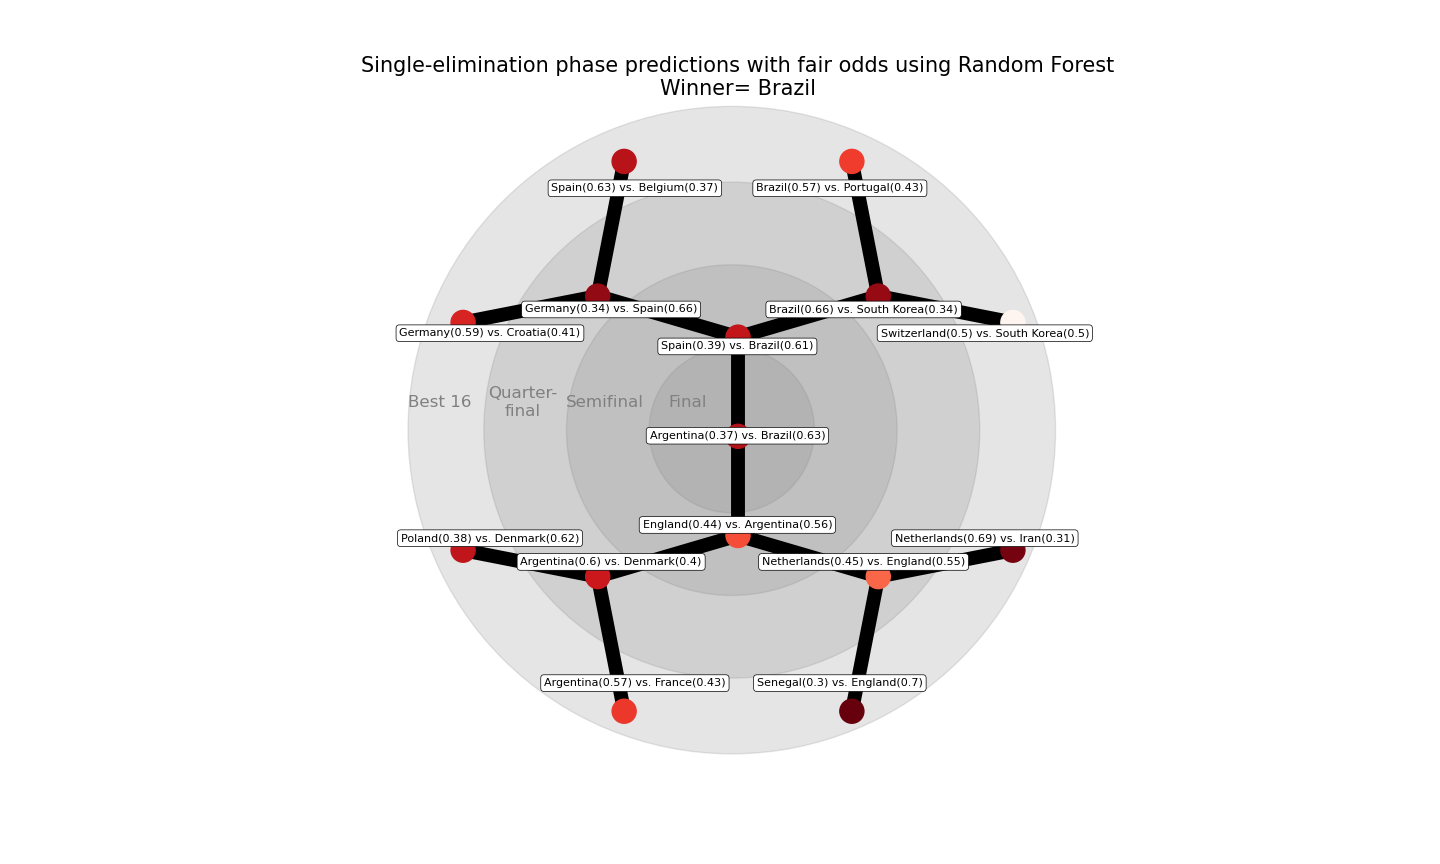 Single-elimination phase predictions with fair odds using Random Forest
Winner= Brazil
Spain(0.63) vs. Belgium(0.37)
Brazil(0.57) vs. Portugal(0.43)
Germany(0.34) vs. Spain(0.66)
Brazil(0.66) vs. South Korea(0.34)
Germany(0.59) vs. Croatia(0.41)
Switzerland(0.5) vs. South Korea(0.5)
Spain(0.39) vs. Brazil(0.61)
Best 16
Quarter-
final
Semifinal
Final
Argentina(0.37) vs. Brazil(0.63)
England(0.44) vs. Argentina(0.56)
Poland(0.38) vs. Denmark(0.62)
Netherlands(0.69) vs. Iran(0.31)
Argentina(0.6) vs. Denmark(0.4)
Netherlands(0.45) vs. England(0.55)
Argentina(0.57) vs. France(0.43)
Senegal(0.3) vs. England(0.7)